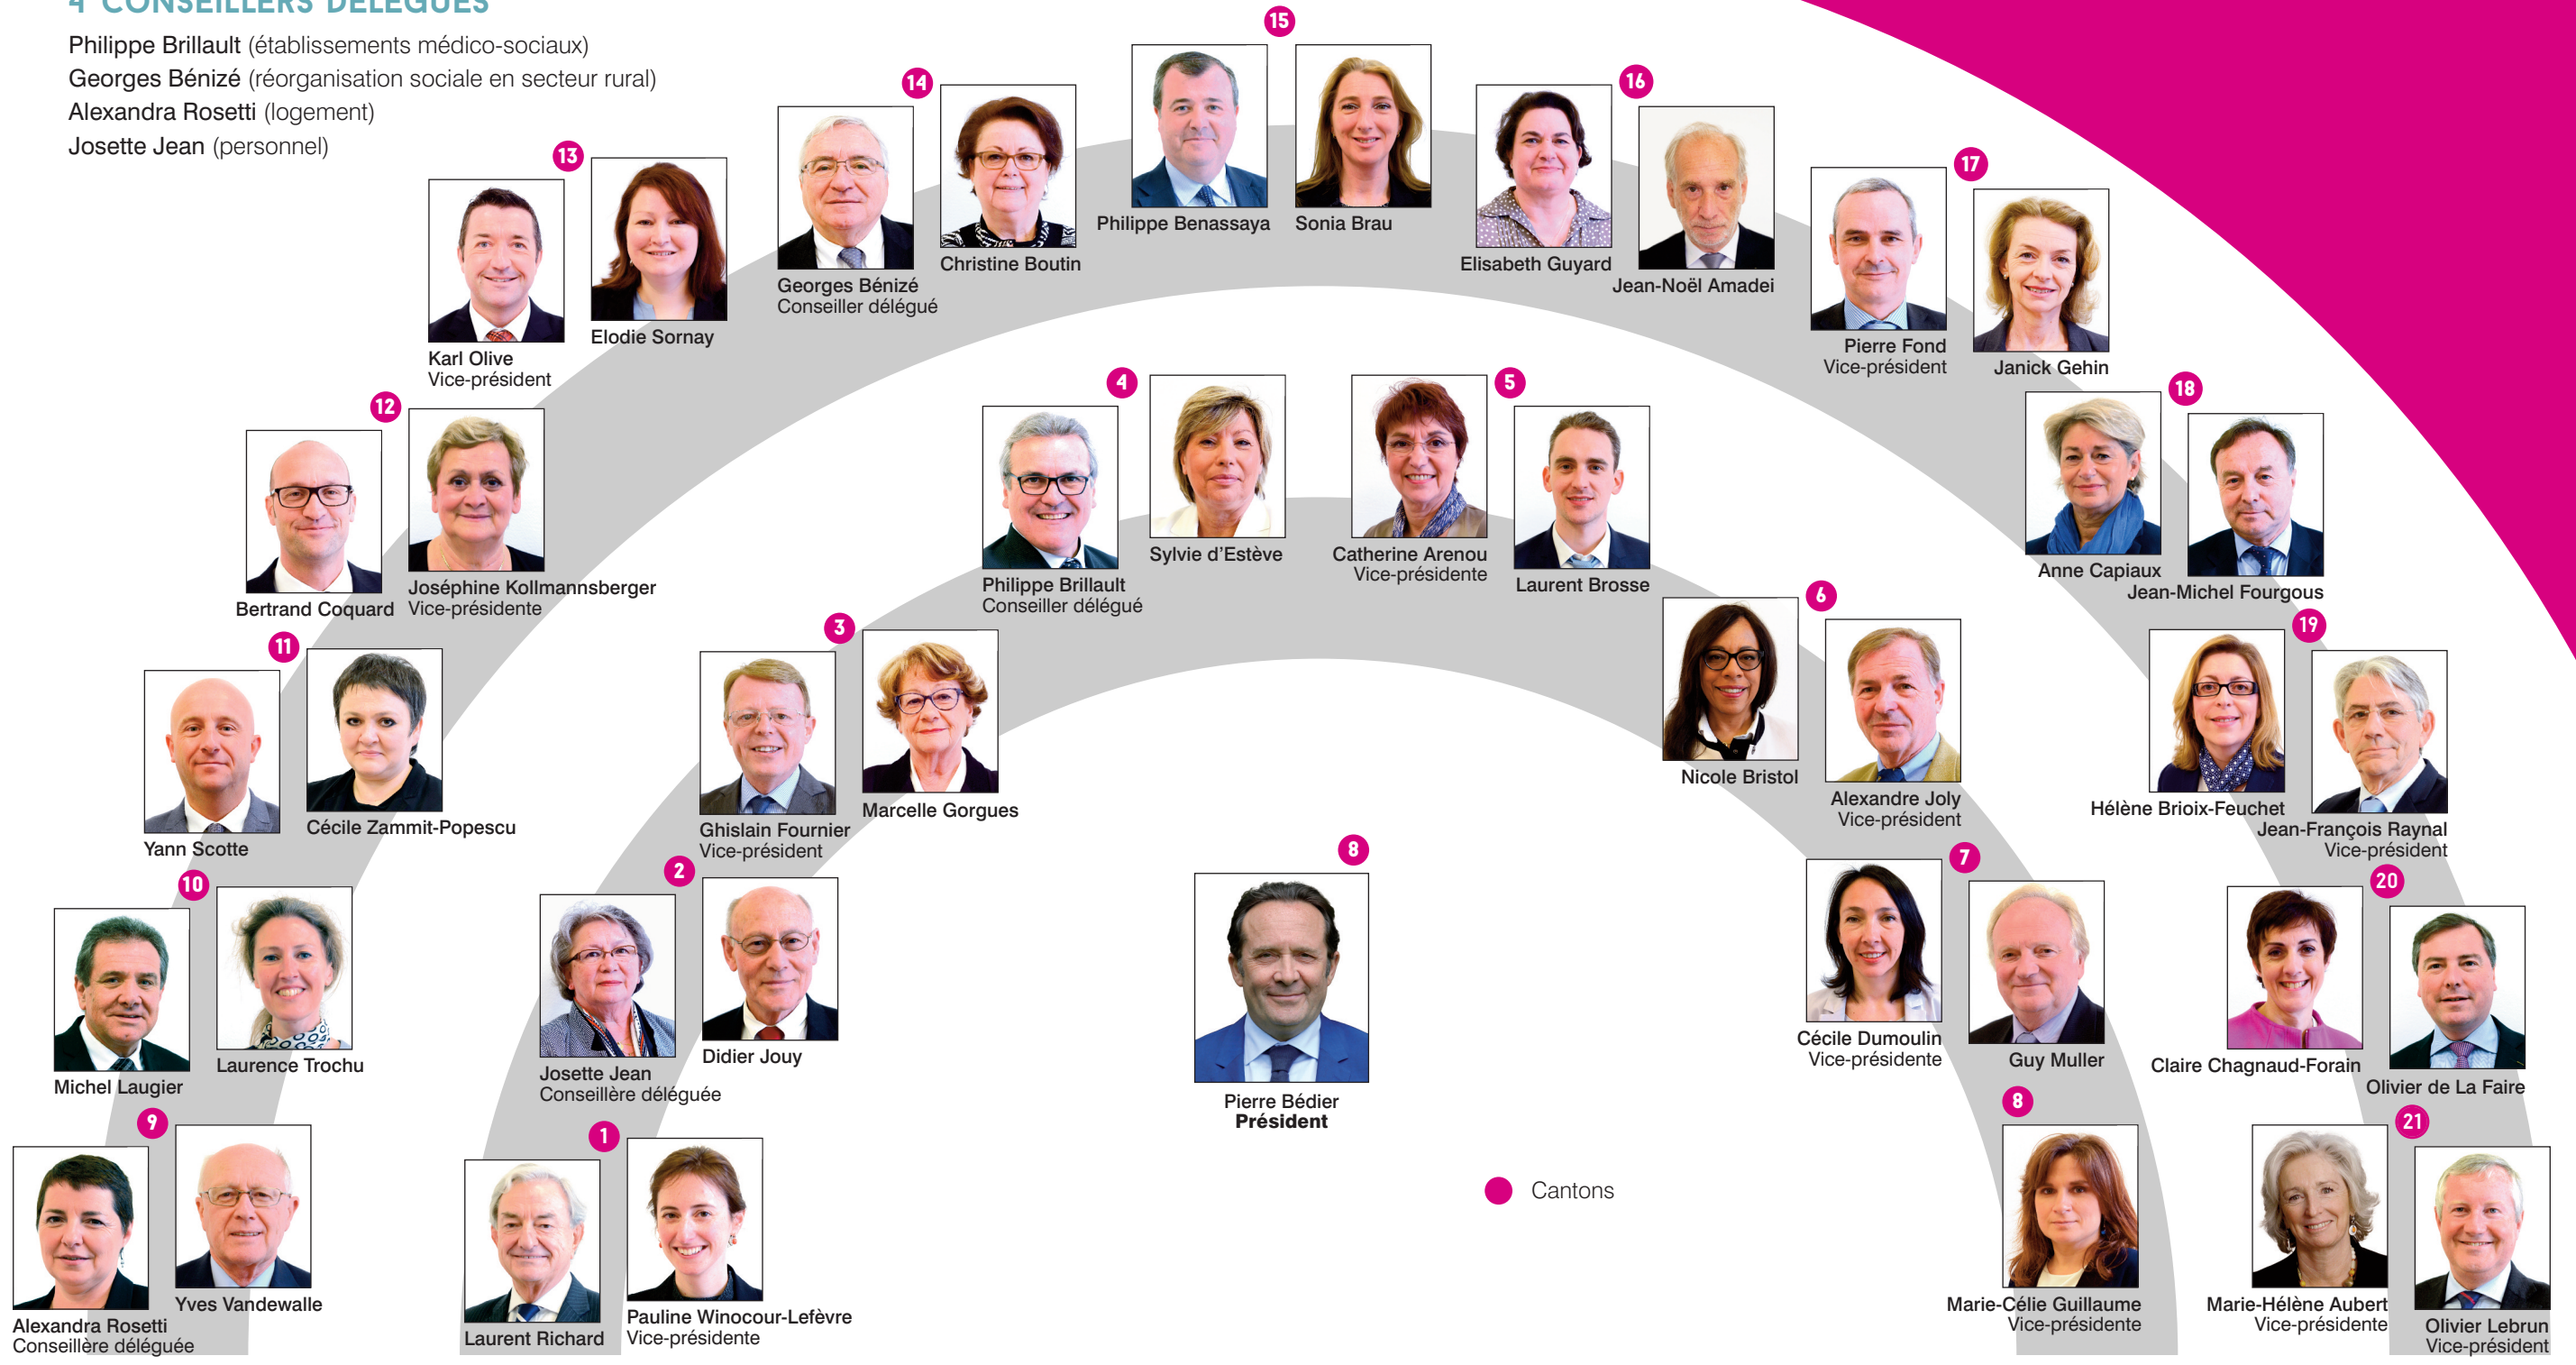 4 CONSEILLERS DÉLÉGUÉS
Philippe Brillault (établissements médico-sociaux)
Georges Bénizé (réorganisation sociale en secteur rural)
Alexandra Rosetti (logement)
Josette Jean (personnel)
15
Philippe Benassaya
Sonia Brau
14
Georges Bénizé
Conseiller délégué
Christine Boutin
16
Elisabeth Guyard
Jean-Noël Amadei
13
Karl Olive
Vice-président
Elodie Sornay
17
Pierre Fond
Vice-président
Janick Gehin
12
Bertrand Coquard
Joséphine Kollmannsberger
Vice-présidente
4
Philippe Brillault
Conseiller délégué
Sylvie d'Estève
5
Catherine Arenou
Vice-présidente
Laurent Brosse
18
Anne Capiaux
Jean-Michel Fourgous
11
Yann Scotte
Cécile Zammit-Popescu
3
Ghislain Fournier
Vice-président
Marcelle Gorgues
6
Nicole Bristol
Alexandre Joly
Vice-président
19
Hélène Brioix-Feuchet
Jean-François Raynal
Vice-président
10
Michel Laugier
Laurence Trochu
2
Josette Jean
Conseillère déléguée
Didier Jouy
8
Pierre Bédier
Président
7
Cécile Dumoulin
Vice-présidente
Guy Muller
20
Claire Chagnaud-Forain
Olivier de La Faire
9
Alexandra Rosetti
Conseillère déléguée
Yves Vandewalle
1
Laurent Richard
Pauline Winocour-Lefèvre
Vice-présidente
Cantons
8
Marie-Célie Guillaume
Vice-présidente
21
Marie-Hélène Aubert
Vice-présidente
Olivier Lebrun
Vice-président